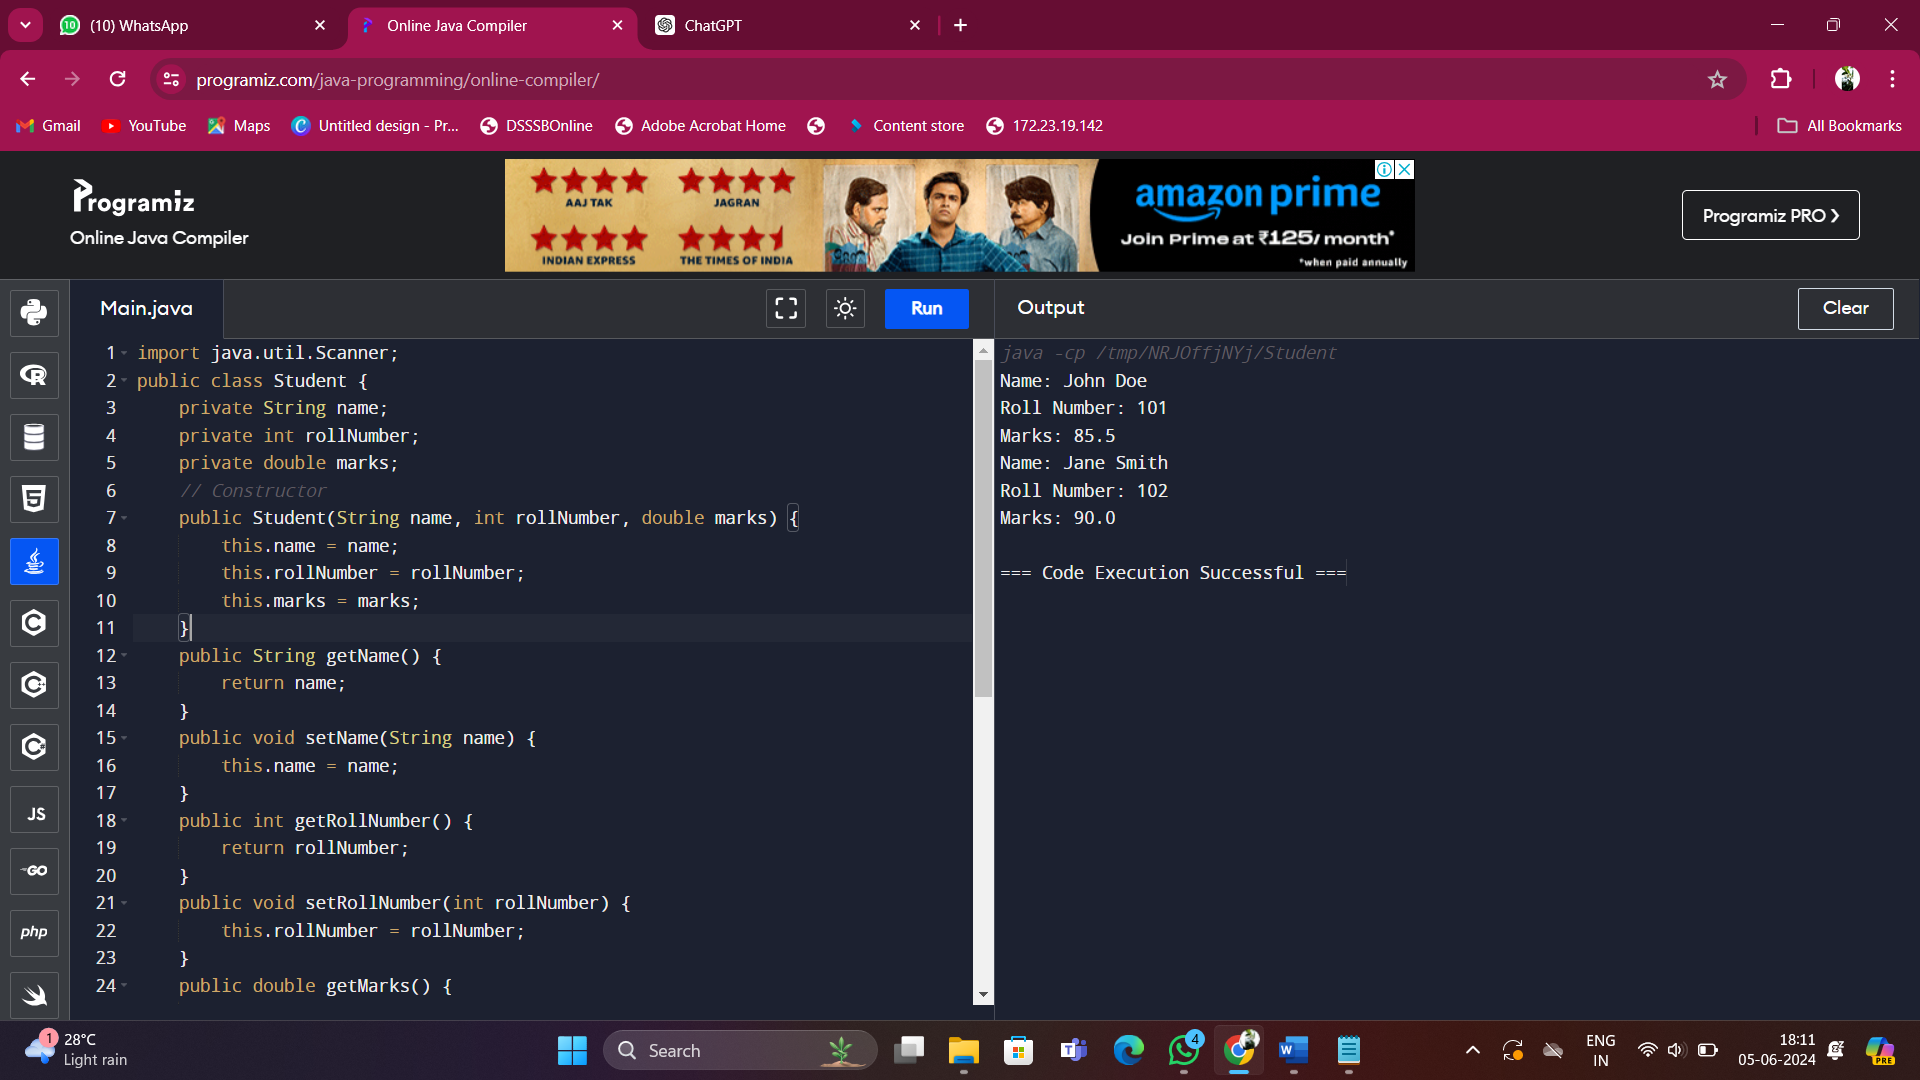 (10) WhatsApp
Online Java Compiler
ChatGPT
programiz.com/java-programming/online-compiler/
Gmail
YouTube
Maps
Untitled design - Pr...
DSSSBOnline
Adobe Acrobat Home
Content store
172.23.19.142
All Bookmarks
Programiz
Online Java Compiler
AAJ TAK
JAGRAN
INDIAN EXPRESS
THE TIMES OF INDIA
amazon prime
Join Prime at ₹125/ month*
*when paid annually
Programiz PRO
Main.java
Run
Output
Clear
1 import java.util.Scanner;
2 public class Student {
3 private String name;
4 private int rollNumber;
5 private double marks;
6 // Constructor
7 public Student(String name, int rollNumber, double marks) {
8 this.name = name;
9 this.rollNumber = rollNumber;
10 this.marks = marks;
11 }
12 public String getName() {
13 return name;
14 }
15 public void setName(String name) {
16 this.name = name;
17 }
18 public int getRollNumber() {
19 return rollNumber;
20 }
21 public void setRollNumber(int rollNumber) {
22 this.rollNumber = rollNumber;
23 }
24 public double getMarks() {
java -cp /tmp/NRJOffjNYj/Student
Name: John Doe
Roll Number: 101
Marks: 85.5
Name: Jane Smith
Roll Number: 102
Marks: 90.0
=== Code Execution Successful ===
JS
GO
php
1
28°C
Light rain
Search
4
ENG
IN
18:11
05-06-2024
PRE